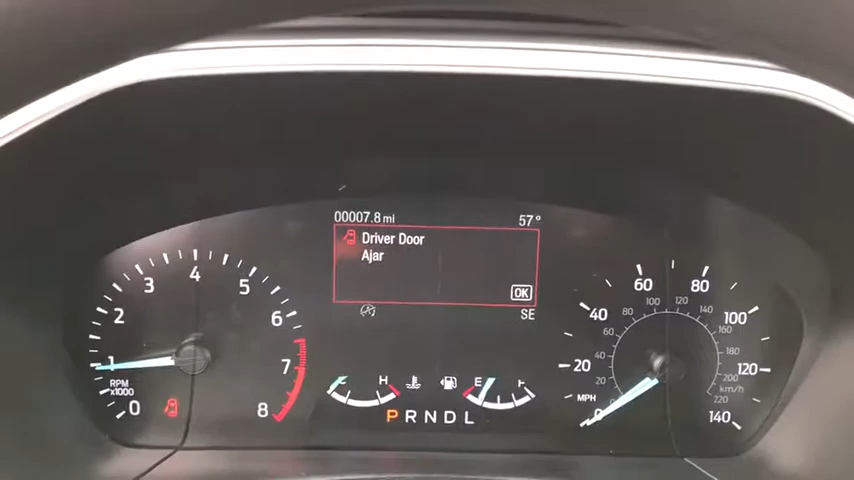 00007.8 mi 57°
Driver Door
Ajar
OK
SE
0 1 2 3 4 5 6 7 8
RPM
x1000
C H
E F
P R N D L
0 20 40 60 80 100 120 140
MPH
20 40 60 80 100 120 140 160 180 200 220
km/h